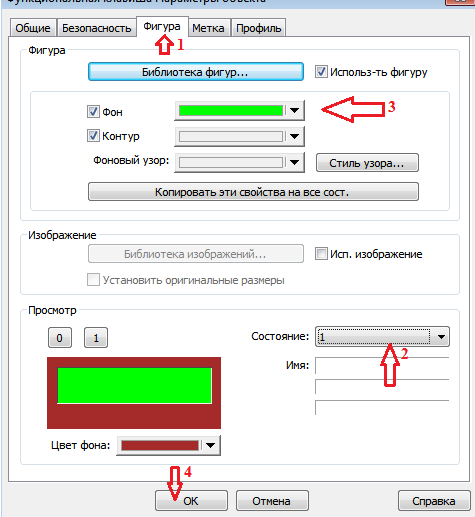 Функциональная клавиша Параметры объекта
Общие Безопасность Фигура Метка Профиль
1
Фигура
Библиотека фигур... Использ-ть фигуру
Фон 3
Контур
Фоновый узор: Стиль узора...
Копировать эти свойства на все сост.
Изображение
Библиотека изображений... Исп. изображение
Установить оригинальные размеры
Просмотр
0 1 Состояние: 1
2
Имя:
Цвет фона:
4
OK Отмена Справка